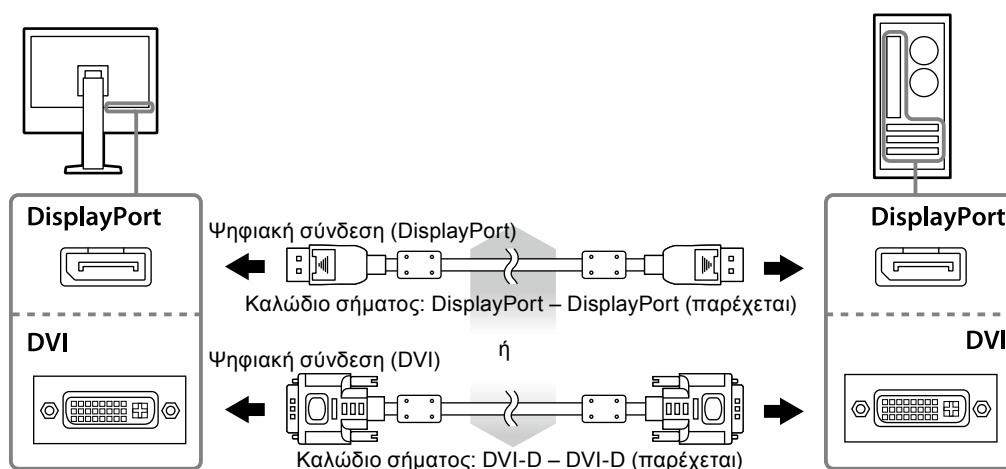 DisplayPort
Ψηφιακή σύνδεση (DisplayPort)
DisplayPort
Καλώδιο σήματος: DisplayPort – DisplayPort (παρέχεται)
DVI
ή
DVI
Ψηφιακή σύνδεση (DVI)
Καλώδιο σήματος: DVI-D – DVI-D (παρέχεται)